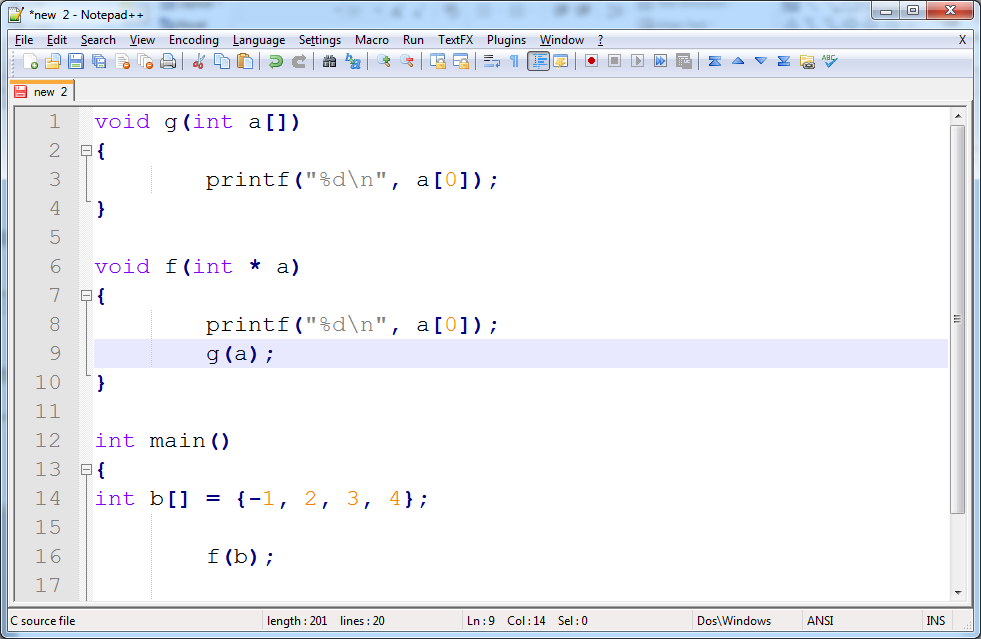 *new  2 - Notepad++
File Edit Search View Encoding Language Settings Macro Run TextFX Plugins Window ? X
new  2
1 void g(int a[])
2 {
3         printf("%d\n", a[0]);
4 }
5
6 void f(int * a)
7 {
8         printf("%d\n", a[0]);
9         g(a);
10 }
11
12 int main()
13 {
14 int b[] = {-1, 2, 3, 4};
15
16         f(b);
17
C source file length : 201 lines : 20 Ln : 9 Col : 14 Sel : 0 Dos\Windows ANSI INS